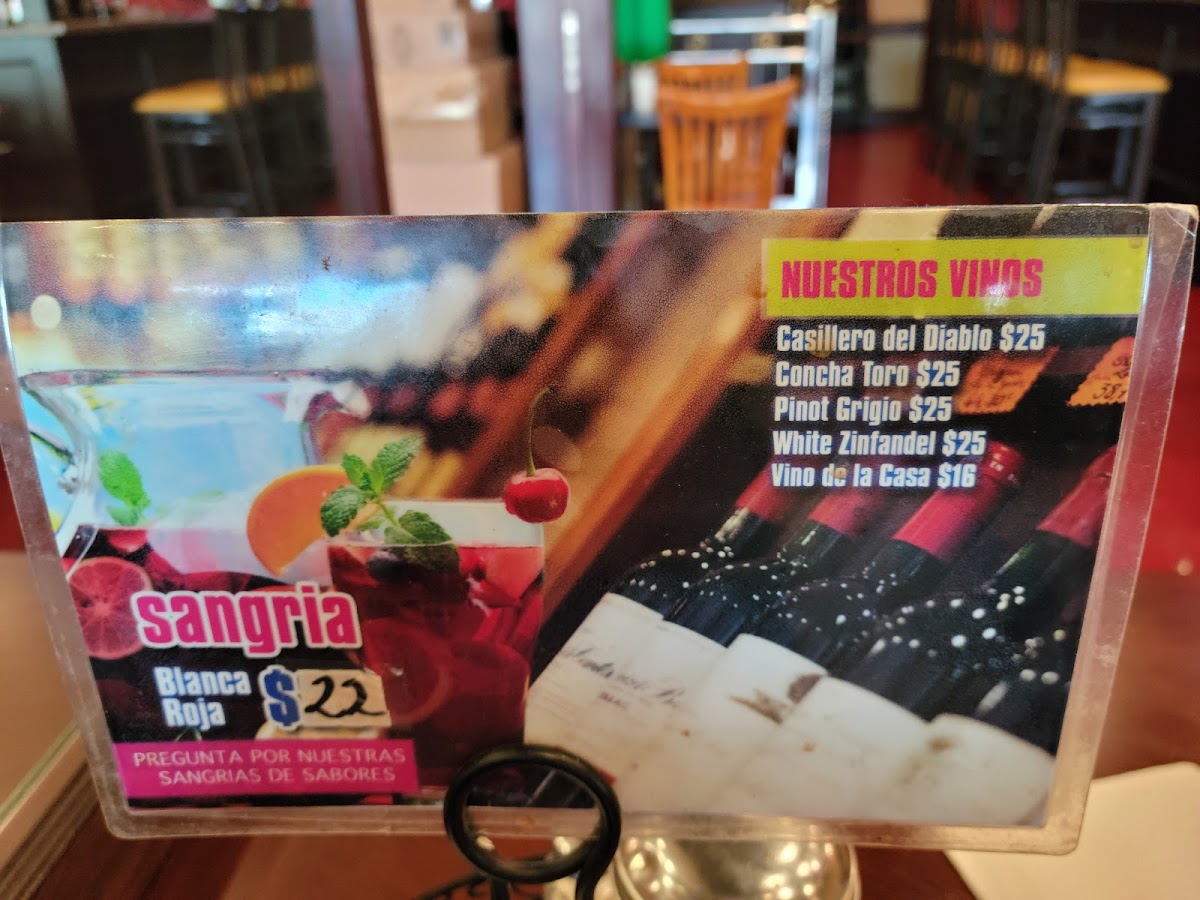 NUESTROS VINOS
Casillero del Diablo $25
Concha Toro $25
Pinot Grigio $25
White Zinfandel $25
Vino de la Casa $16
sangria
Blanca
Roja
$22
PREGUNTA POR NUESTRAS
SANGRIAS DE SABORES